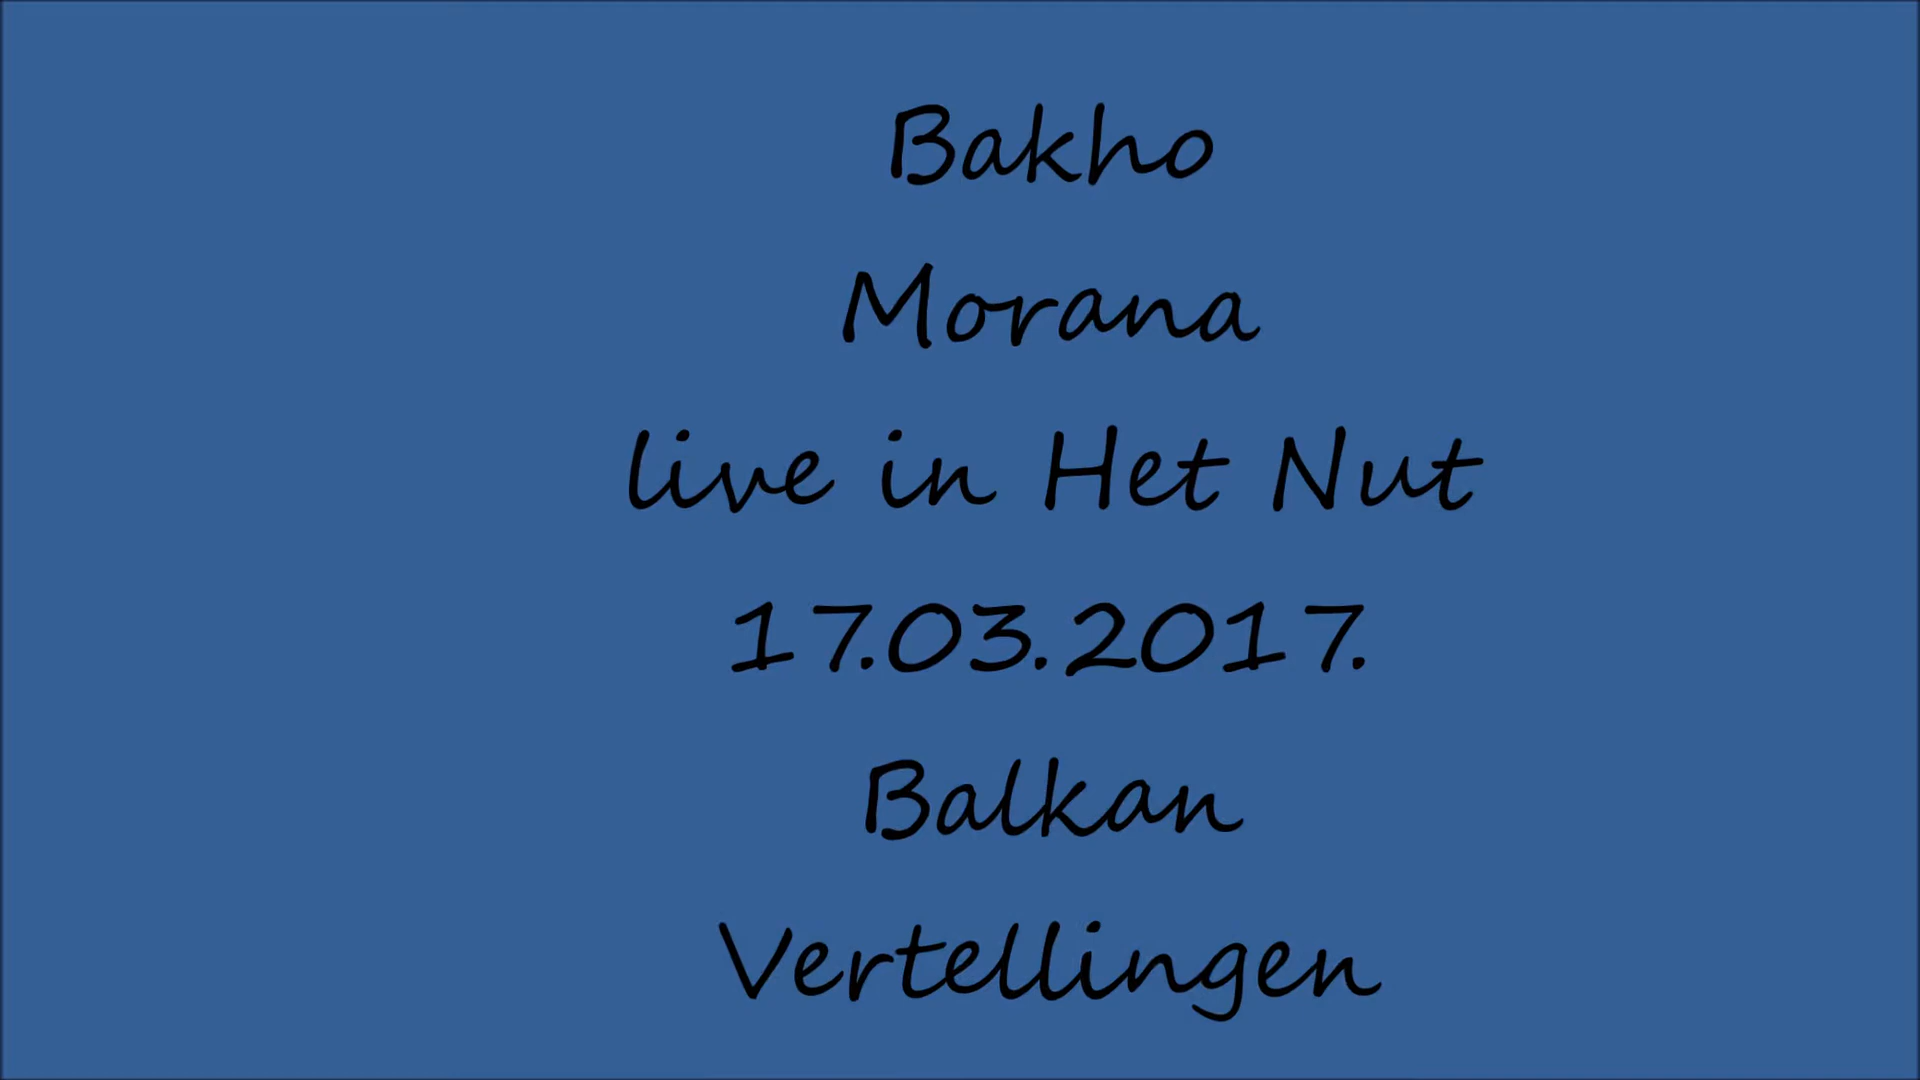 Bakho
Morana
live in Het Nut
17.03.2017.
Balkan
Vertellingen